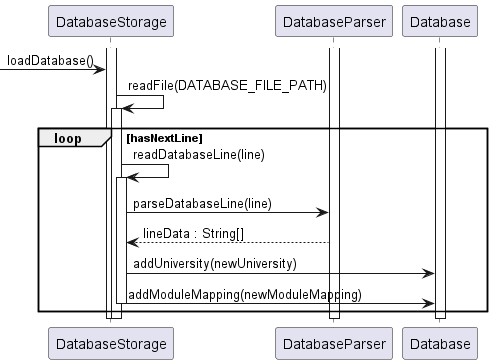 DatabaseStorage DatabaseParser Database
loadDatabase()
readFile(DATABASE_FILE_PATH)
loop [hasNextLine]
readDatabaseLine(line)
parseDatabaseLine(line)
lineData : String[]
addUniversity(newUniversity)
addModuleMapping(newModuleMapping)
DatabaseStorage DatabaseParser Database